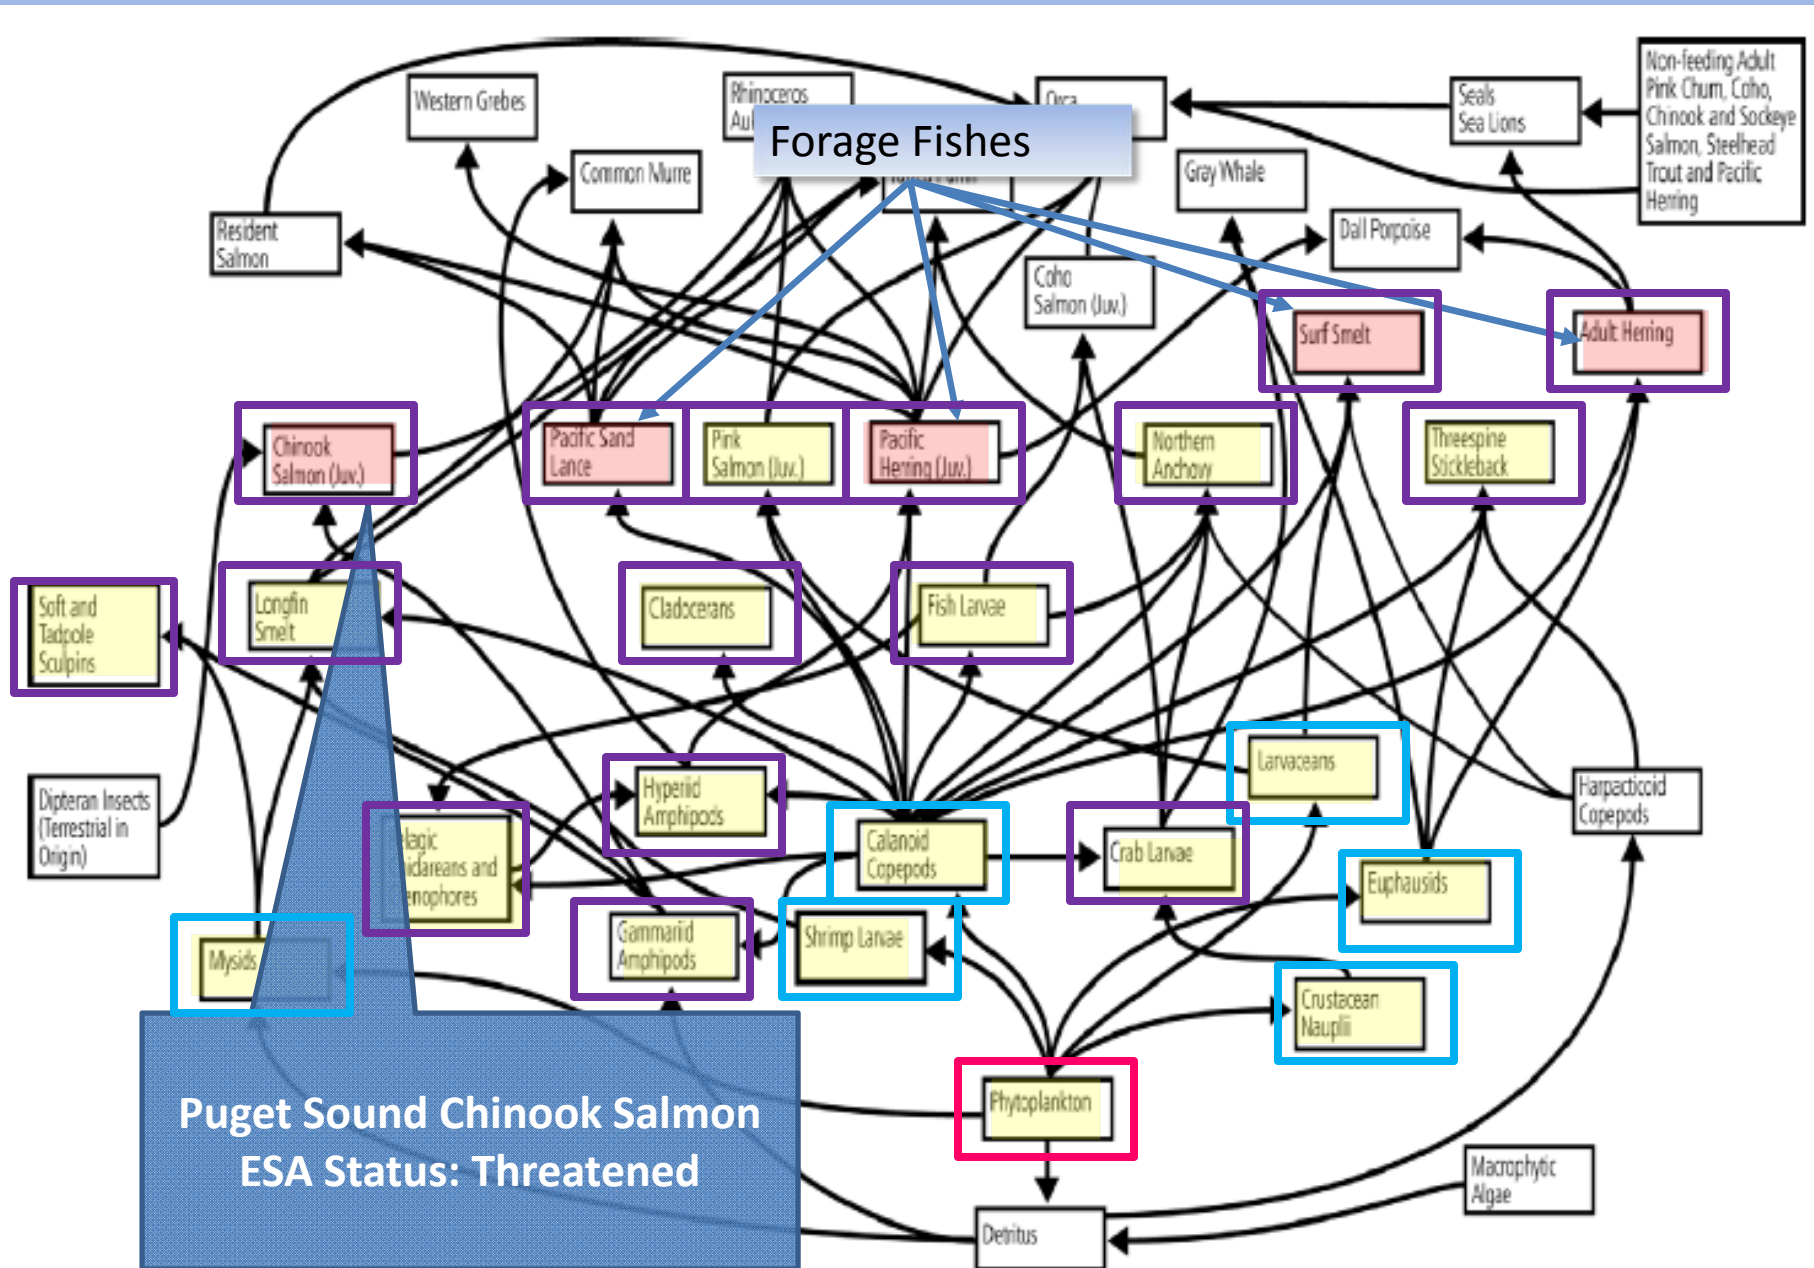 Western Grebes
Rhinoceros
Orca
Seals
Sea Lions
Non-feeding Adult
Pink Chum, Coho,
Chinook and Sockeye
Salmon, Steelhead
Trout and Pacific
Herring
Forage Fishes
Common Murre
Gray Whale
Resident
Salmon
Dall Porpoise
Coho
Salmon (Juv.)
Surf Smelt
Adult Herring
Chinook
Salmon (Juv.)
Pacific Sand
Lance
Pink
Salmon (Juv.)
Pacific
Herring (Juv.)
Northern
Anchovy
Threespine
Stickleback
Soft and
Tadpole
Sculpins
Longfin
Smelt
Cladocerans
Fish Larvae
Dipteran Insects
(Terrestrial in
Origin)
Hyperiid
Amphipods
Larvaceans
Harpacticoid
Copepods
elagic
idareans and
enophores
Calanoid
Copepods
Crab Larvae
Euphausids
Mysids
Gammariid
Amphipods
Shrimp Larvae
Crustacean
Nauplii
Phytoplankton
Puget Sound Chinook Salmon
ESA Status: Threatened
Macrophytic
Algae
Detritus